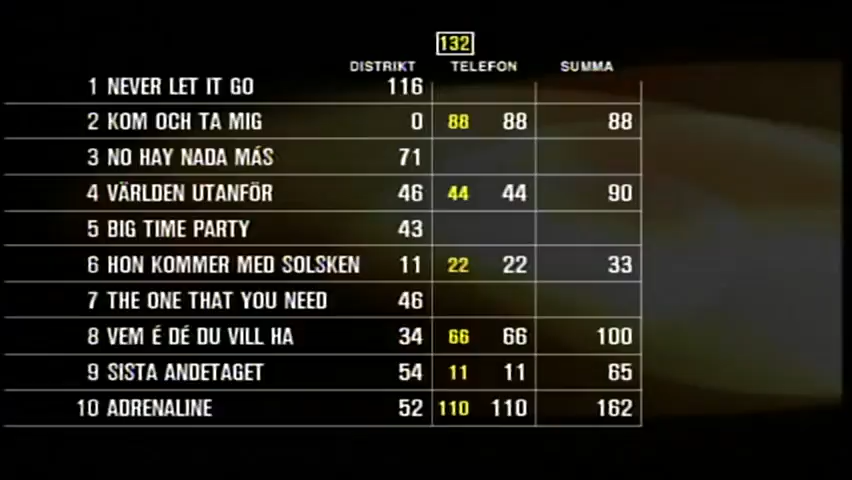 132
DISTRIKT TELEFON SUMMA
1 NEVER LET IT GO 116
2 KOM OCH TA MIG 0 88 88 88
3 NO HAY NADA MÁS 71
4 VÄRLDEN UTANFÖR 46 44 44 90
5 BIG TIME PARTY 43
6 HON KOMMER MED SOLSKEN 11 22 22 33
7 THE ONE THAT YOU NEED 46
8 VEM É DÉ DU VILL HA 34 66 66 100
9 SISTA ANDETAGET 54 11 11 65
10 ADRENALINE 52 110 110 162